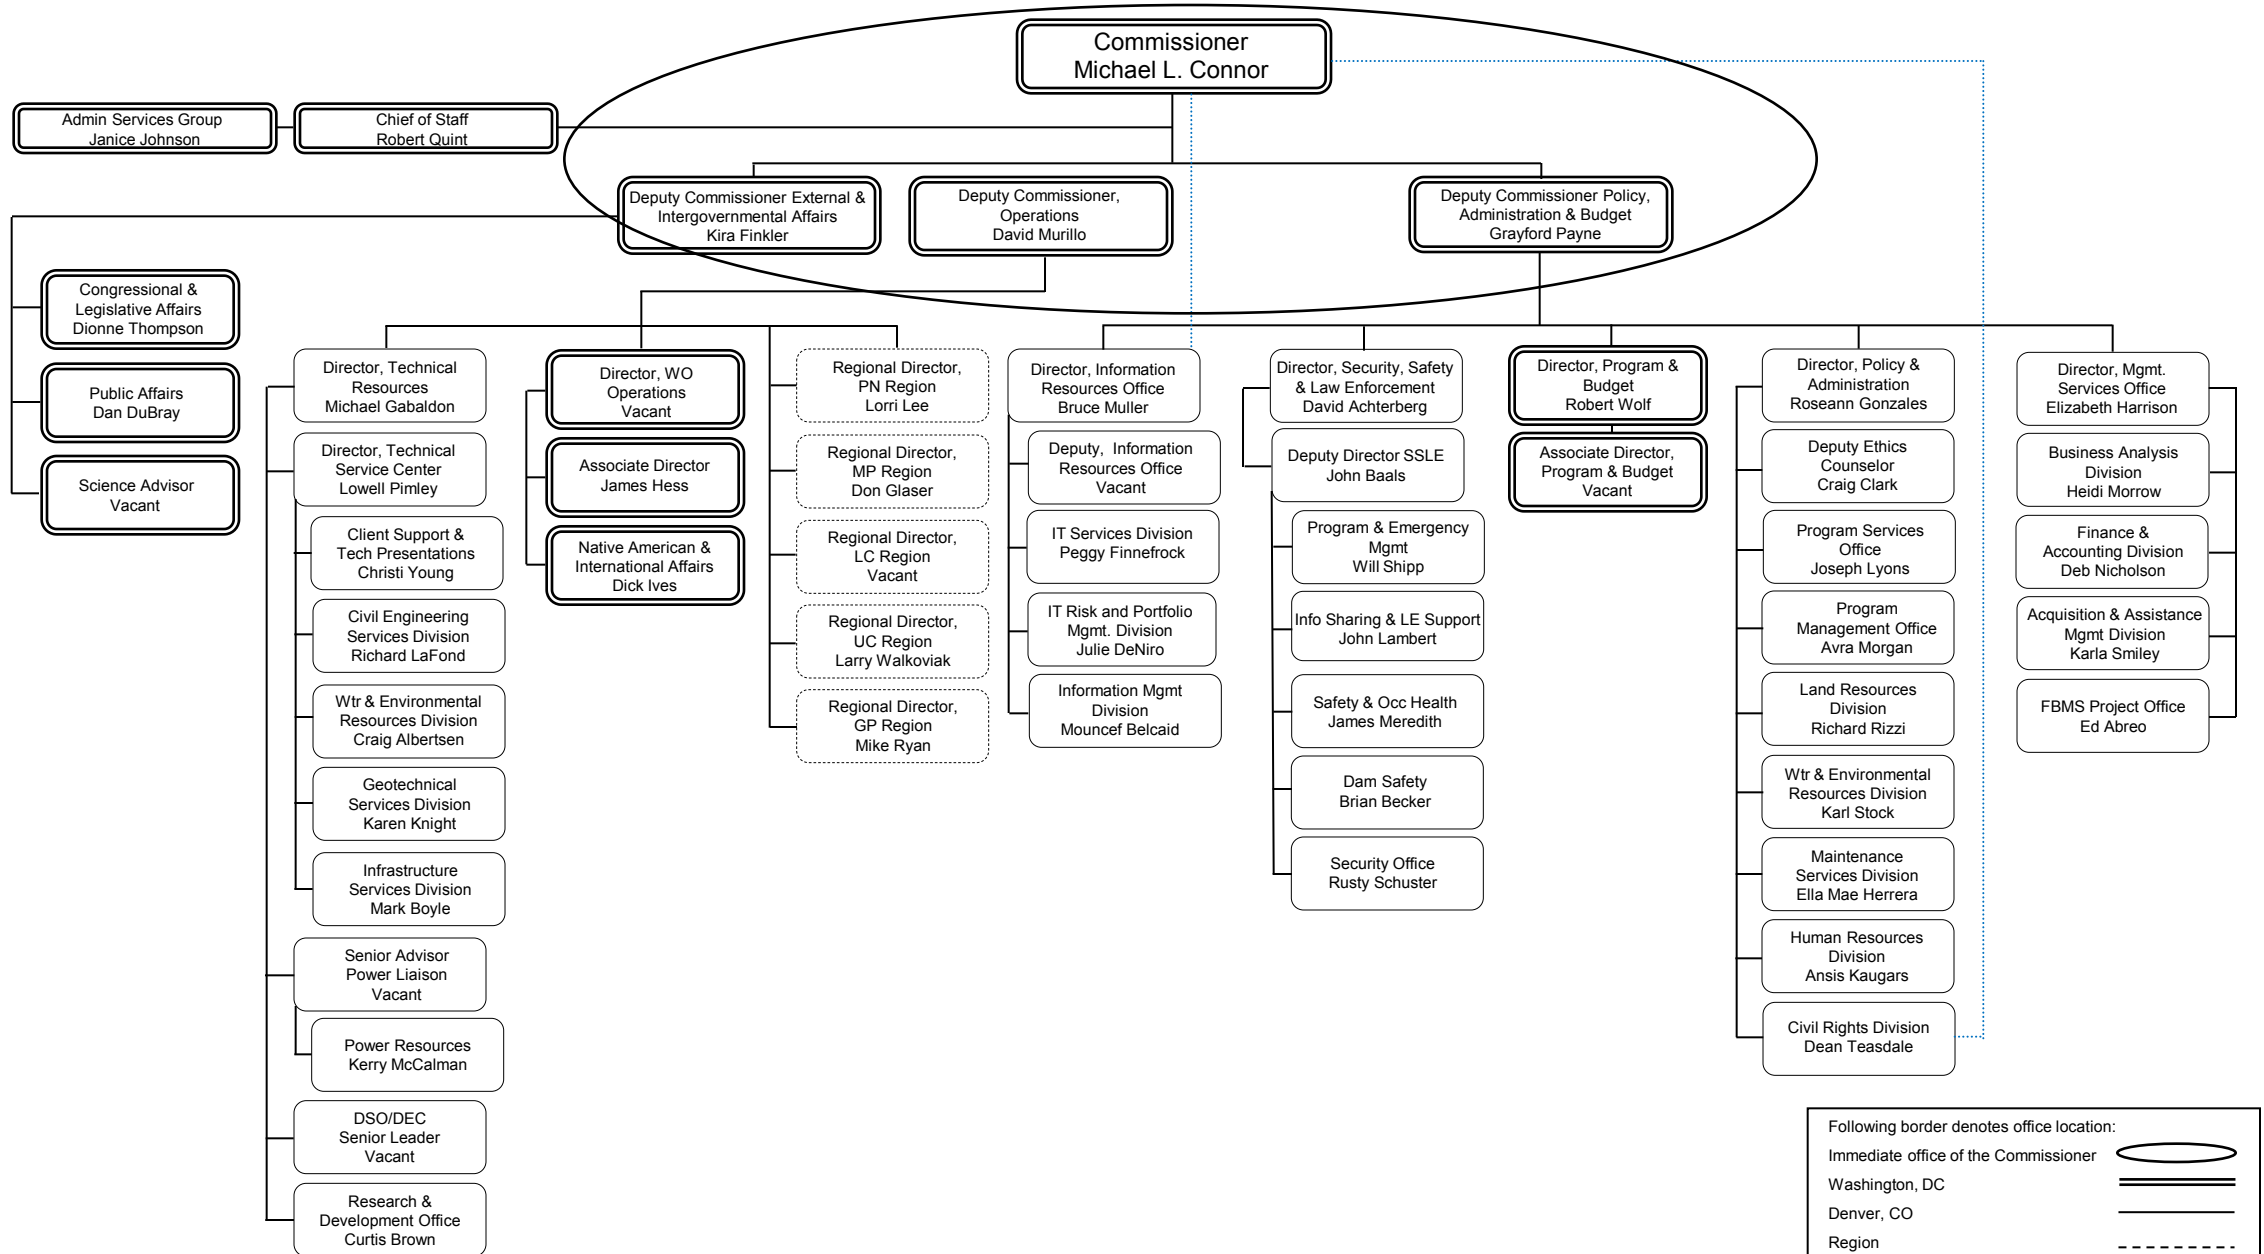 Commissioner
Michael L. Connor
Admin Services Group
Janice Johnson
Chief of Staff
Robert Quint
Deputy Commissioner External &
Intergovernmental Affairs
Kira Finkler
Deputy Commissioner,
Operations
David Murillo
Deputy Commissioner Policy,
Administration & Budget
Grayford Payne
Congressional &
Legislative Affairs
Dionne Thompson
Public Affairs
Dan DuBray
Science Advisor
Vacant
Director, Technical
Resources
Michael Gabaldon
Director, Technical
Service Center
Lowell Pimley
Client Support &
Tech Presentations
Christi Young
Civil Engineering
Services Division
Richard LaFond
Wtr & Environmental
Resources Division
Craig Albertsen
Geotechnical
Services Division
Karen Knight
Infrastructure
Services Division
Mark Boyle
Senior Advisor
Power Liaison
Vacant
Power Resources
Kerry McCalman
DSO/DEC
Senior Leader
Vacant
Research &
Development Office
Curtis Brown
Director, WO
Operations
Vacant
Associate Director
James Hess
Native American &
International Affairs
Dick Ives
Regional Director,
PN Region
Lorri Lee
Regional Director,
MP Region
Don Glaser
Regional Director,
LC Region
Vacant
Regional Director,
UC Region
Larry Walkoviak
Regional Director,
GP Region
Mike Ryan
Director, Information
Resources Office
Bruce Muller
Deputy, Information
Resources Office
Vacant
IT Services Division
Peggy Finnefrock
IT Risk and Portfolio
Mgmt. Division
Julie DeNiro
Information Mgmt
Division
Mouncef Belcaid
Director, Security, Safety
& Law Enforcement
David Achterberg
Deputy Director SSLE
John Baals
Program & Emergency
Mgmt
Will Shipp
Info Sharing & LE Support
John Lambert
Safety & Occ Health
James Meredith
Dam Safety
Brian Becker
Security Office
Rusty Schuster
Director, Program &
Budget
Robert Wolf
Associate Director,
Program & Budget
Vacant
Director, Policy &
Administration
Roseann Gonzales
Deputy Ethics
Counselor
Craig Clark
Program Services
Office
Joseph Lyons
Program
Management Office
Avra Morgan
Land Resources
Division
Richard Rizzi
Wtr & Environmental
Resources Division
Karl Stock
Maintenance
Services Division
Ella Mae Herrera
Human Resources
Division
Ansis Kaugars
Civil Rights Division
Dean Teasdale
Director, Mgmt.
Services Office
Elizabeth Harrison
Business Analysis
Division
Heidi Morrow
Finance &
Accounting Division
Deb Nicholson
Acquisition & Assistance
Mgmt Division
Karla Smiley
FBMS Project Office
Ed Abreo
Following border denotes office location:
Immediate office of the Commissioner
Washington, DC
Denver, CO
Region